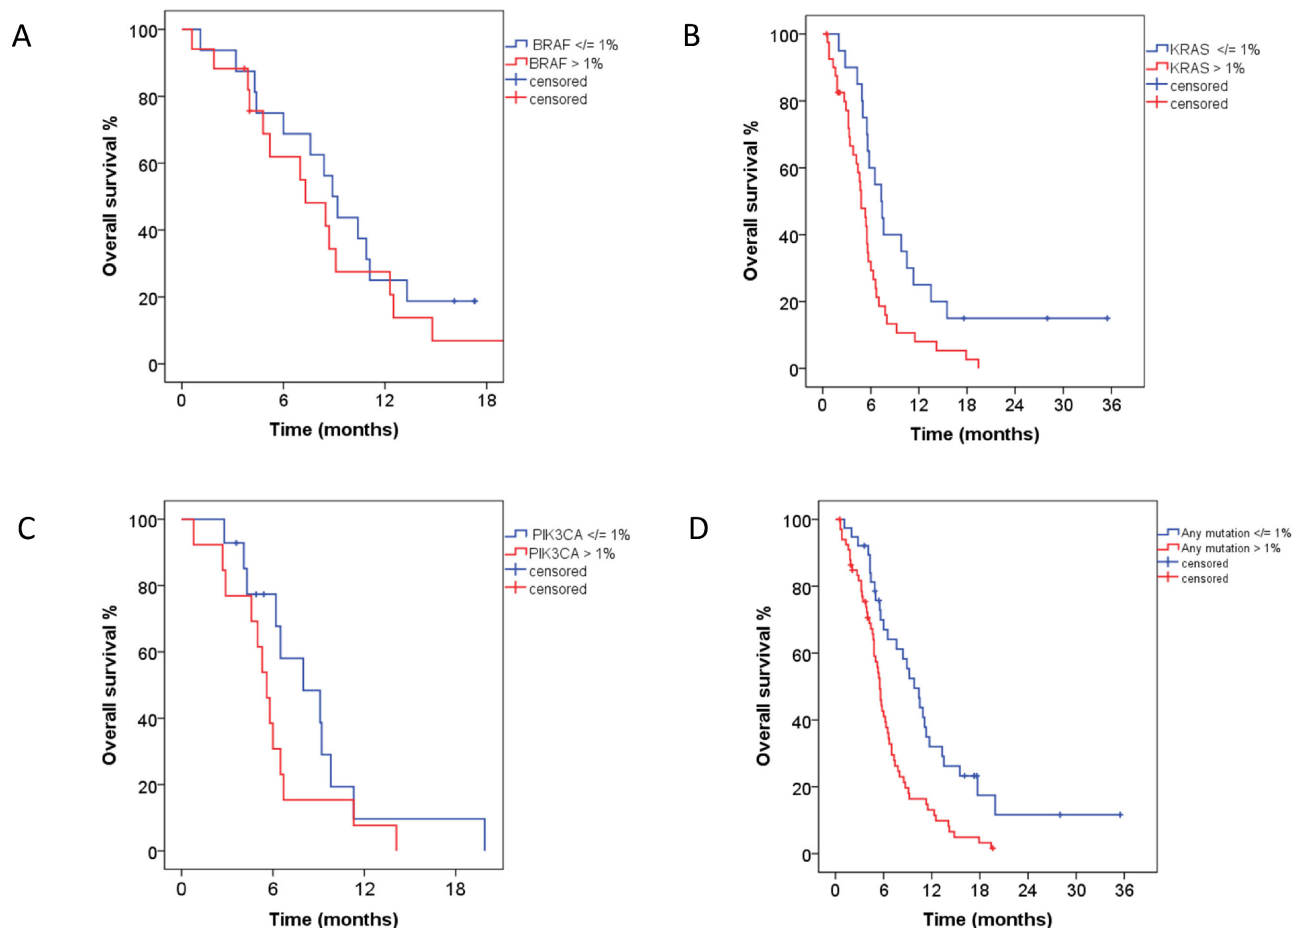 A
100
80
60
40
20
0
Overall survival %
0 6 12 18
Time (months)
BRAF </= 1%
BRAF > 1%
censored
censored
B
100
80
60
40
20
0
Overall survival %
0 6 12 18 24 30 36
Time (months)
KRAS </= 1%
KRAS > 1%
censored
censored
C
100
80
60
40
20
0
Overall survival %
0 6 12 18
Time (months)
PIK3CA </= 1%
PIK3CA > 1%
censored
censored
D
100
80
60
40
20
0
Overall survival %
0 6 12 18 24 30 36
Time (months)
Any mutation </= 1%
Any mutation > 1%
censored
censored